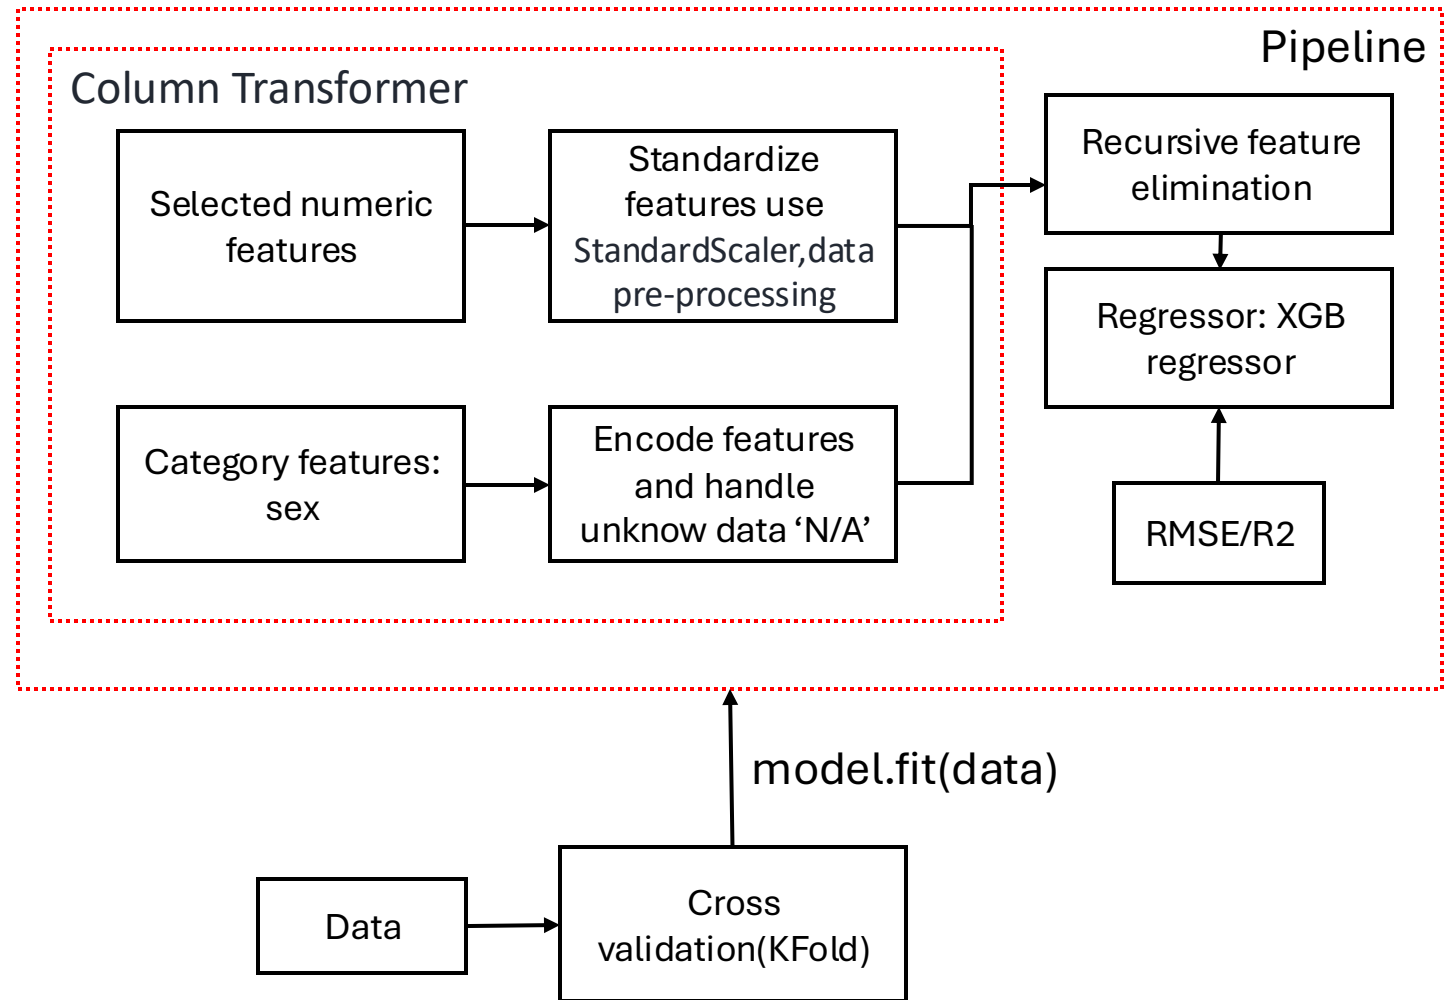 Pipeline
Column Transformer
Selected numeric
features
Standardize
features use
StandardScaler,data
pre-processing
Recursive feature
elimination
Regressor: XGB
regressor
Category features:
sex
Encode features
and handle
unknow data ‘N/A’
RMSE/R2
model.fit(data)
Data
Cross
validation(KFold)